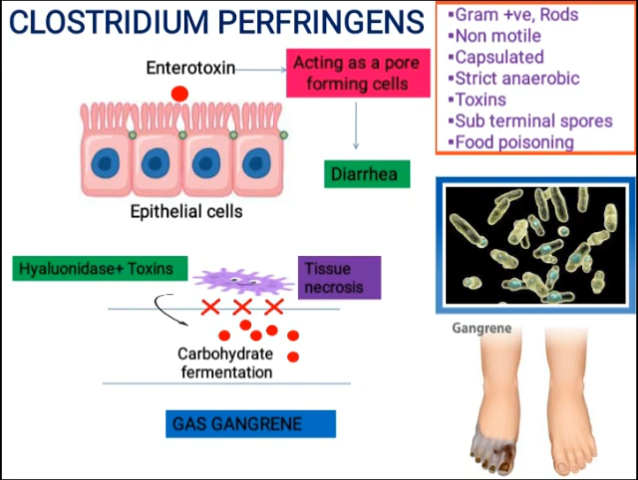 CLOSTRIDIUM PERFRINGENS
Enterotoxin
Acting as a pore
forming cells
Diarrhea
Epithelial cells
▪Gram +ve, Rods
▪Non motile
▪Capsulated
▪Strict anaerobic
▪Toxins
▪Sub terminal spores
▪Food poisoning
Hyaluonidase+ Toxins
Tissue
necrosis
Carbohydrate
fermentation
GAS GANGRENE
Gangrene